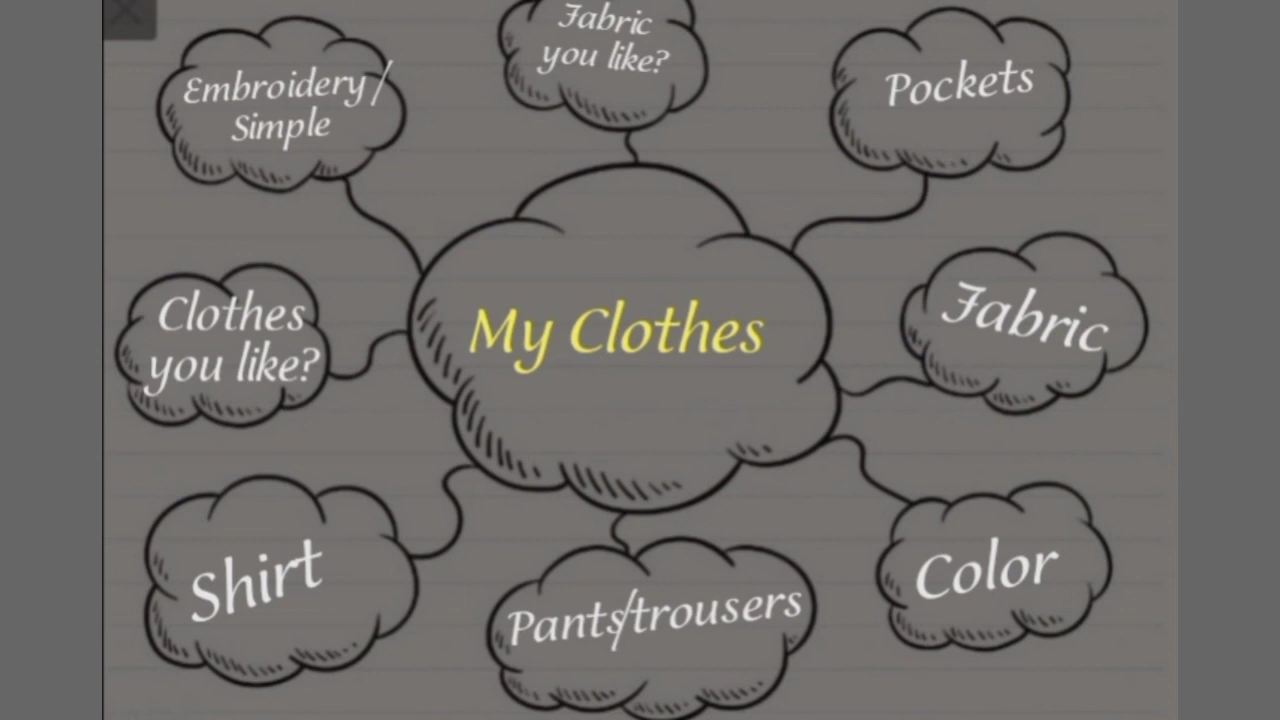 Fabric
you like?
Embroidery/
Simple
Pockets
Clothes
you like?
My Clothes
Fabric
Shirt
Pants/trousers
Color